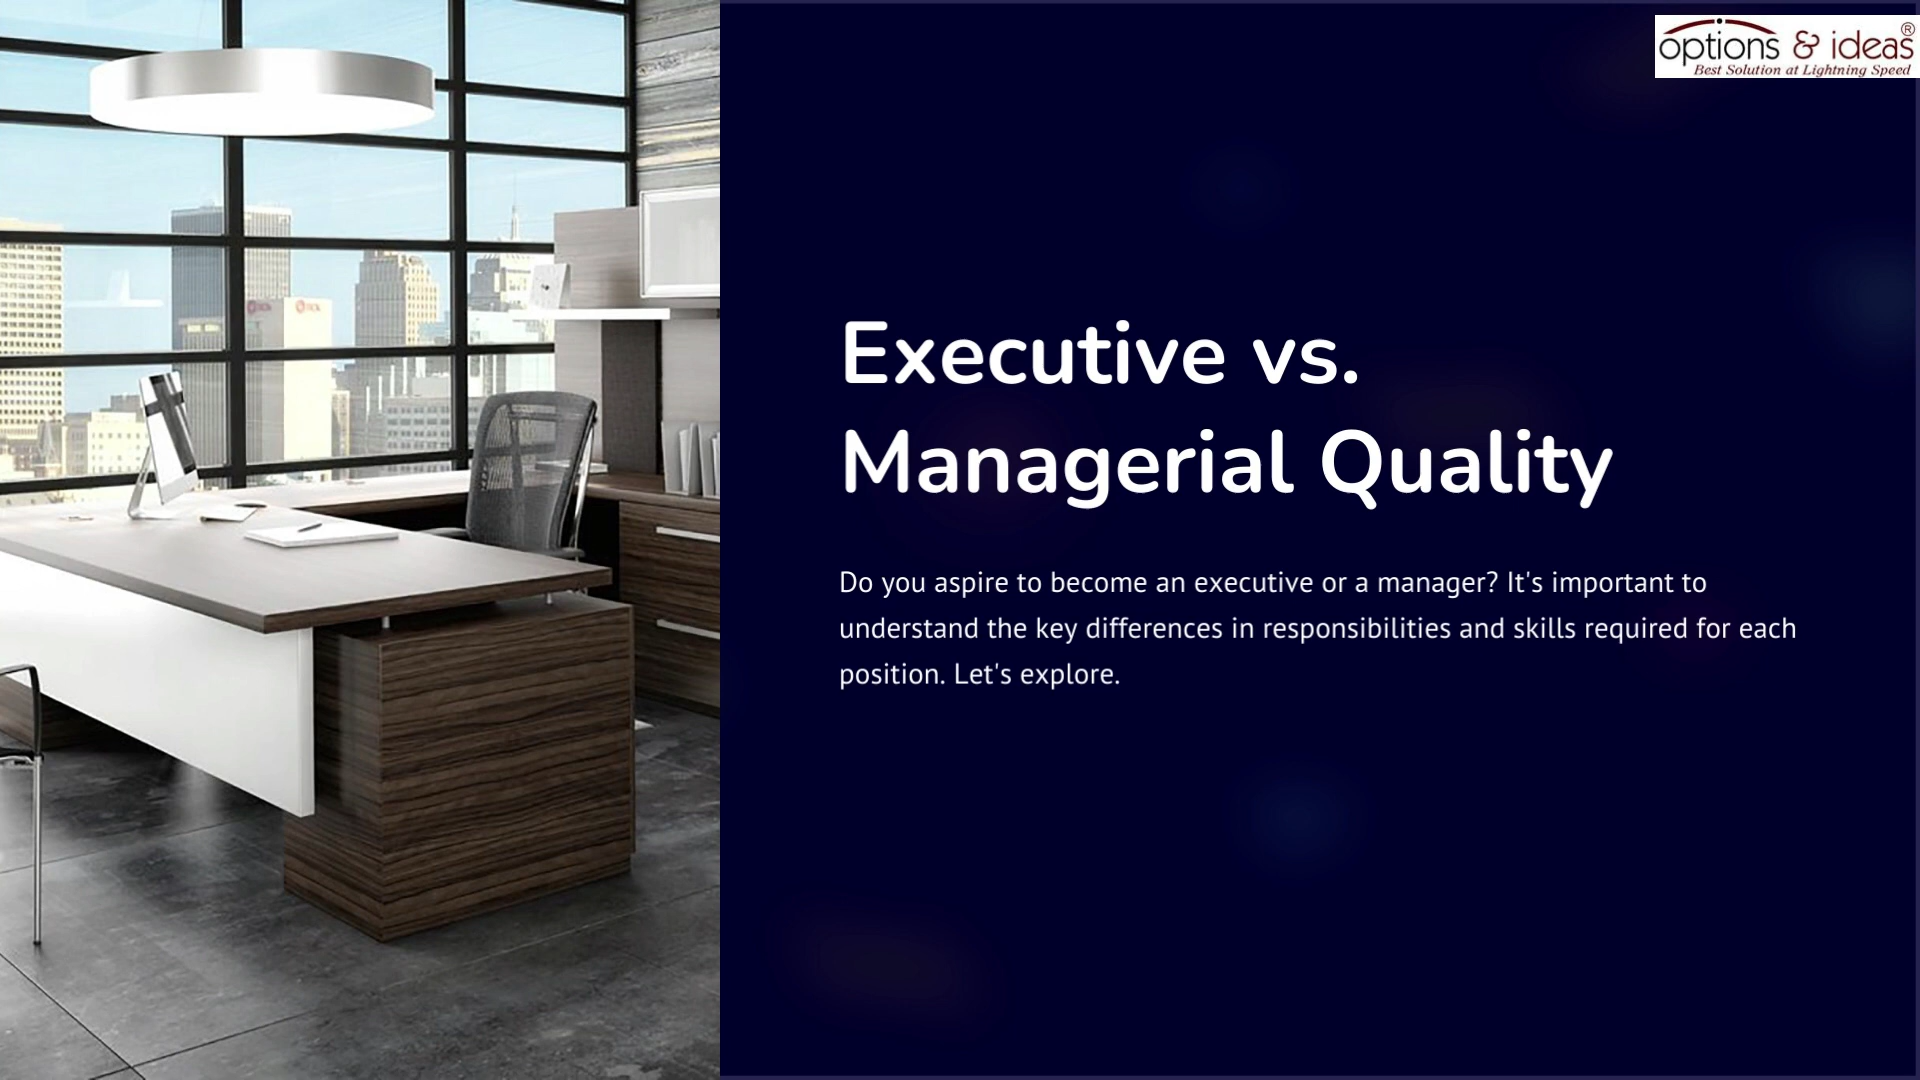 options & ideas®
Best Solution at Lightning Speed
Executive vs.
Managerial Quality
Do you aspire to become an executive or a manager? It's important to
understand the key differences in responsibilities and skills required for each
position. Let's explore.